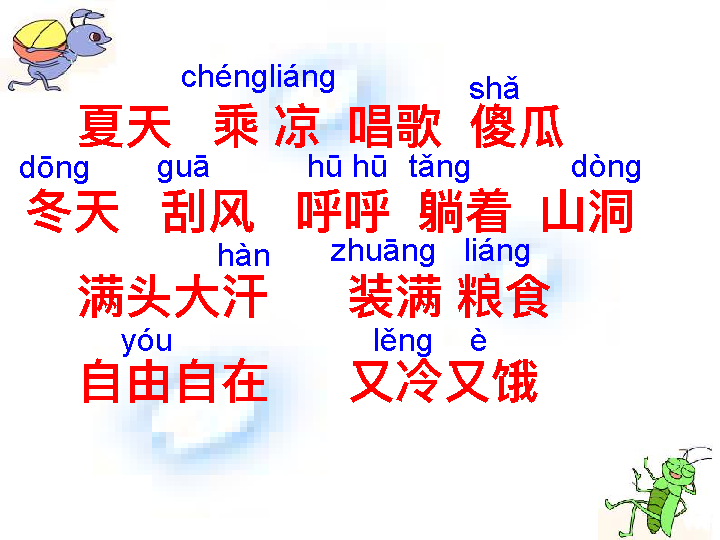 chéngliáng shǎ
夏天 乘 凉 唱歌 傻瓜
dōng guā hū hū tǎng dòng
冬天 刮风 呼呼 躺着 山洞
hàn zhuāng liáng
满头大汗 装满 粮食
yóu lěng è
自由自在 又冷又饿